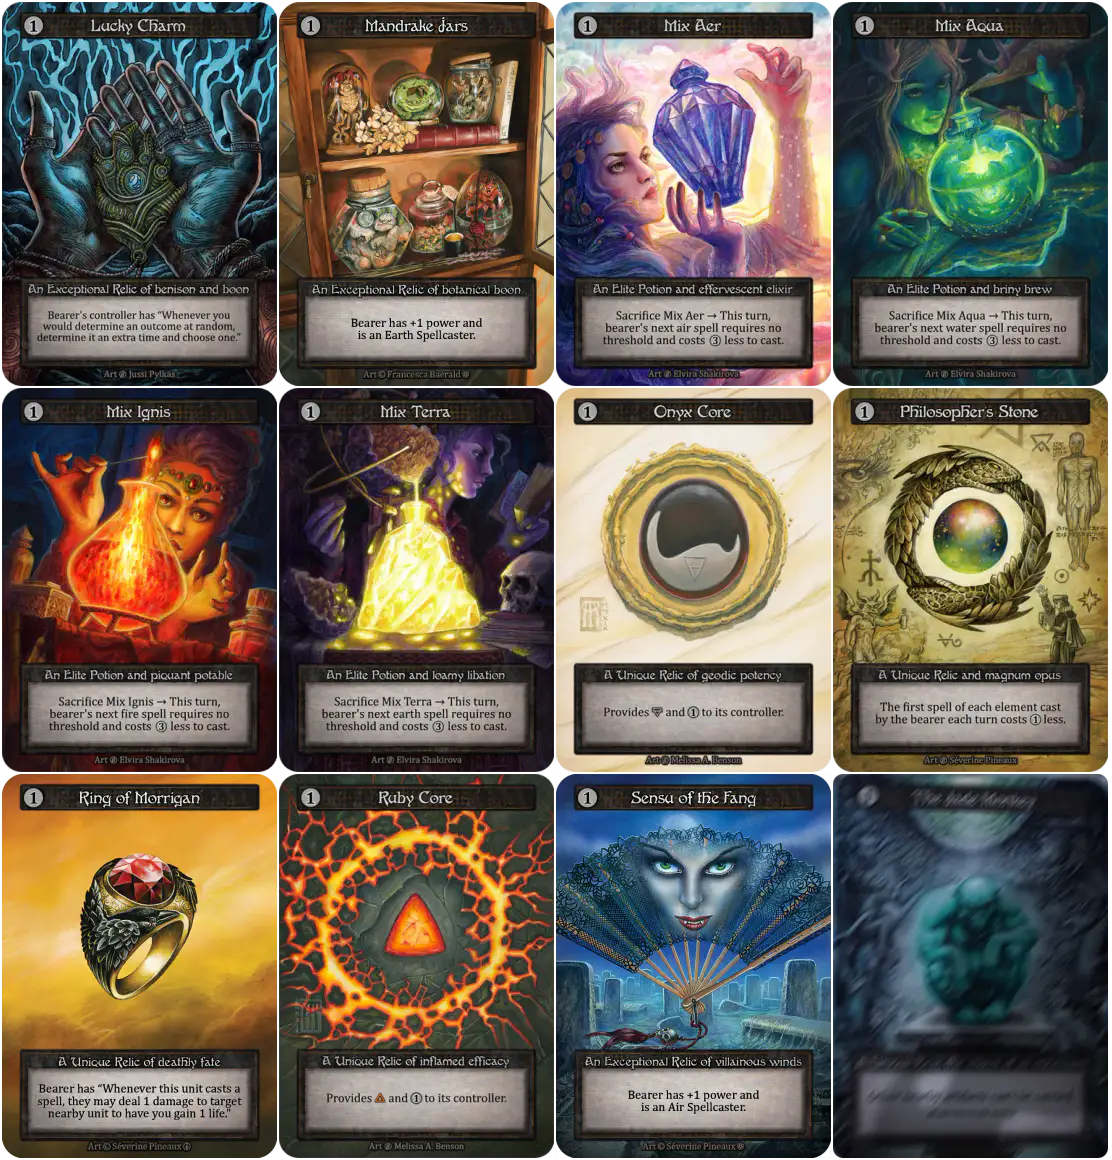 1 Lucky Charm
An Exceptional Relic of benison and boon
Bearer's controller has “Whenever you
would determine an outcome at random,
determine it an extra time and choose one.”
Art Jussi Pylkäs
1 Mandrake Jars
An Exceptional Relic of botanical boon
Bearer has +1 power and
is an Earth Spellcaster.
Art © Francesca Baerald
1 Mix Aer
An Elite Potion and effervescent elixir
Sacrifice Mix Aer → This turn,
bearer's next air spell requires no
threshold and costs ③ less to cast.
Art Elvira Shakirova
1 Mix Aqua
An Elite Potion and briny brew
Sacrifice Mix Aqua → This turn,
bearer's next water spell requires no
threshold and costs ③ less to cast.
Art Elvira Shakirova
1 Mix Ignis
An Elite Potion and piquant potable
Sacrifice Mix Ignis → This turn,
bearer's next fire spell requires no
threshold and costs ③ less to cast.
Art Elvira Shakirova
1 Mix Terra
An Elite Potion and loamy libation
Sacrifice Mix Terra → This turn,
bearer's next earth spell requires no
threshold and costs ③ less to cast.
Art Elvira Shakirova
1 Onyx Core
A Unique Relic of geodic potency
Provides and ① to its controller.
Art Melissa A. Benson
1 Philosopher's Stone
A Unique Relic and magnum opus
The first spell of each element cast
by the bearer each turn costs ① less.
Art Séverine Pineaux
1 Ring of Morrigan
A Unique Relic of deathly fate
Bearer has “Whenever this unit casts a
spell, they may deal 1 damage to target
nearby unit to have you gain 1 life.”
Art © Séverine Pineaux
1 Ruby Core
A Unique Relic of inflamed efficacy
Provides and ① to its controller.
Art Melissa A. Benson
1 Sensu of the Fang
An Exceptional Relic of villainous winds
Bearer has +1 power and
is an Air Spellcaster.
Art © Séverine Pineaux